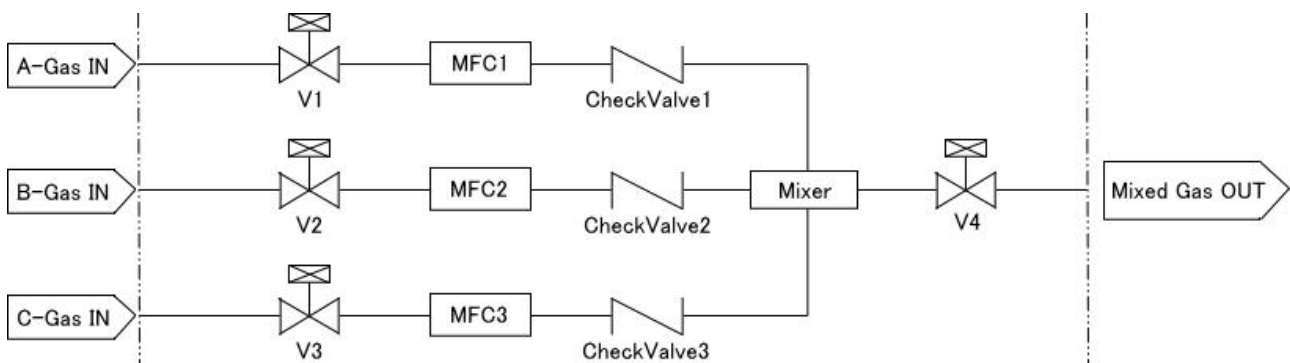 A-Gas IN
V1
MFC1
CheckValve1
B-Gas IN
V2
MFC2
CheckValve2
Mixer
V4
Mixed Gas OUT
C-Gas IN
V3
MFC3
CheckValve3